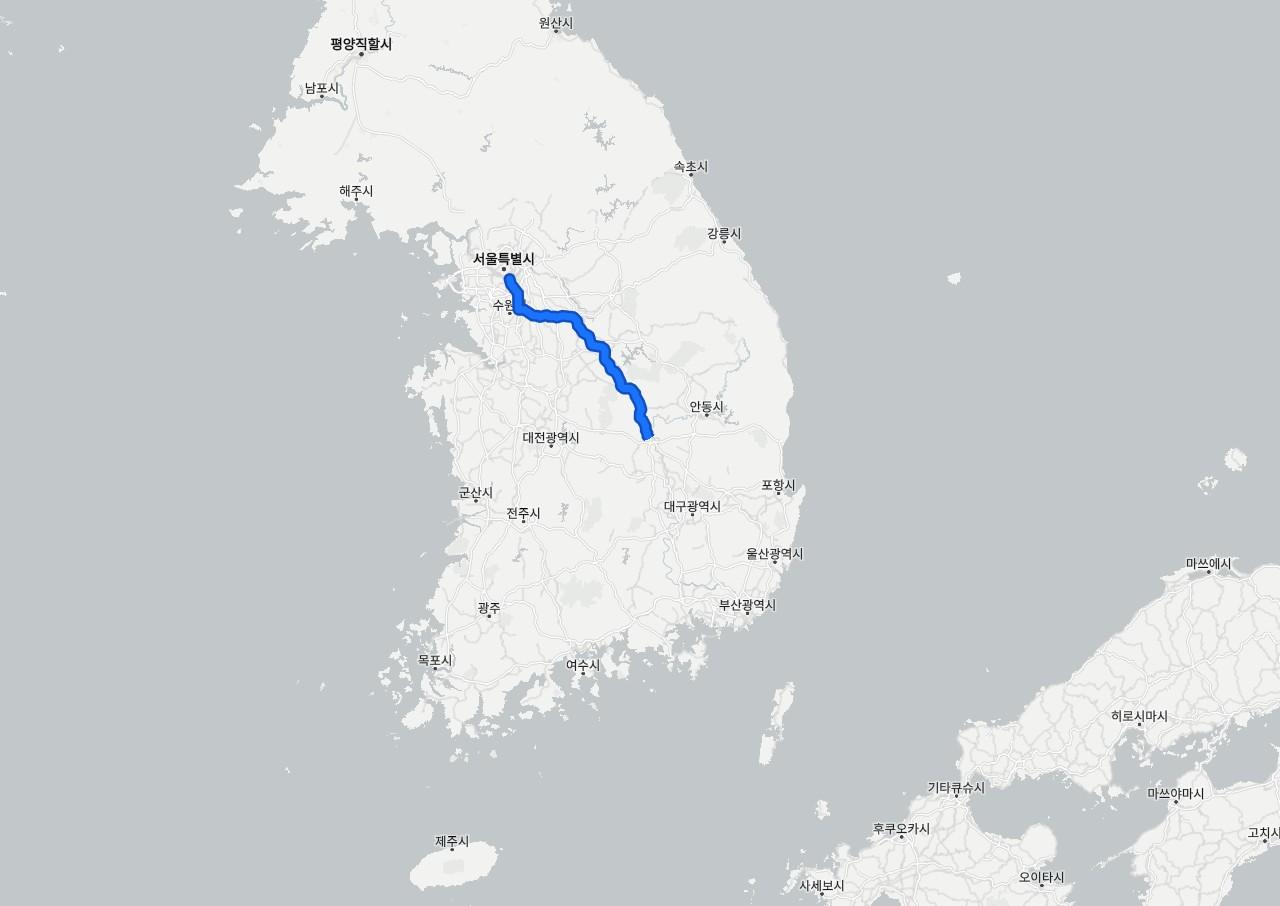 원산시
평양직할시
남포시
속초시
해주시
강릉시
서울특별시
수원
안동시
대전광역시
포항시
군산시
대구광역시
전주시
울산광역시
마쓰에시
부산광역시
광주
목포시
여수시
히로시마시
기타큐슈시
마쓰야마시
후쿠오카시
고치시
제주시
오이타시
사세보시